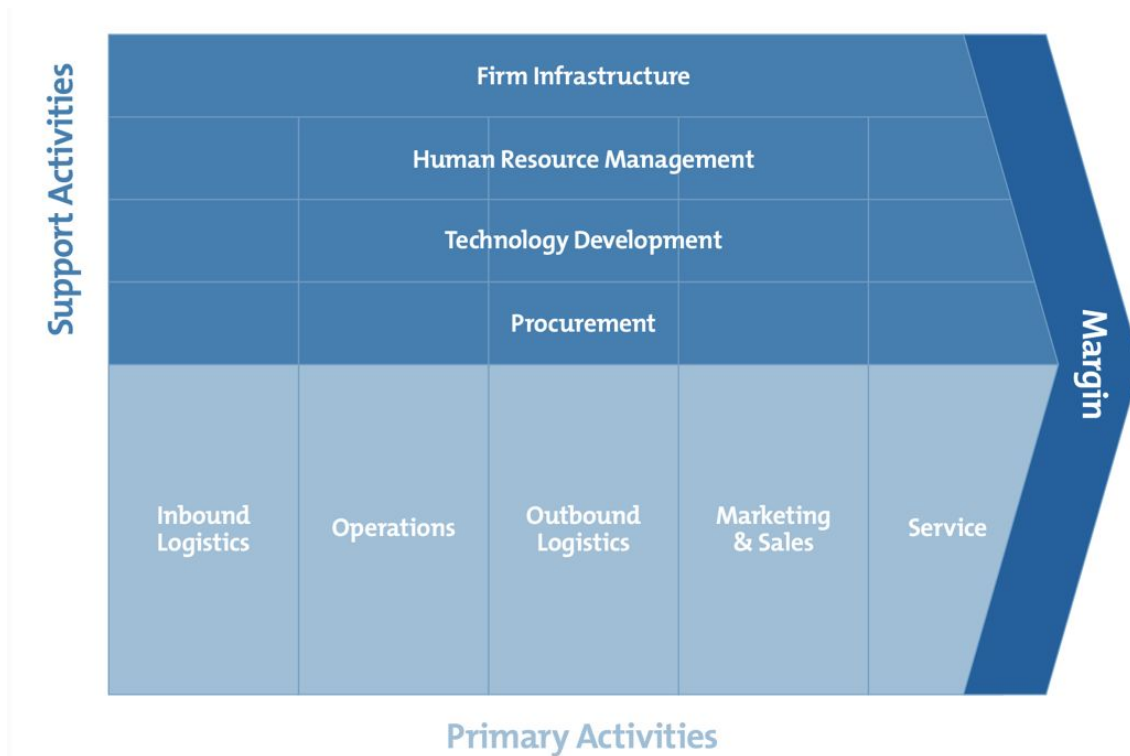 Support Activities
Firm Infrastructure
Human Resource Management
Technology Development
Procurement
Margin
Inbound
Logistics
Operations
Outbound
Logistics
Marketing
& Sales
Service
Primary Activities